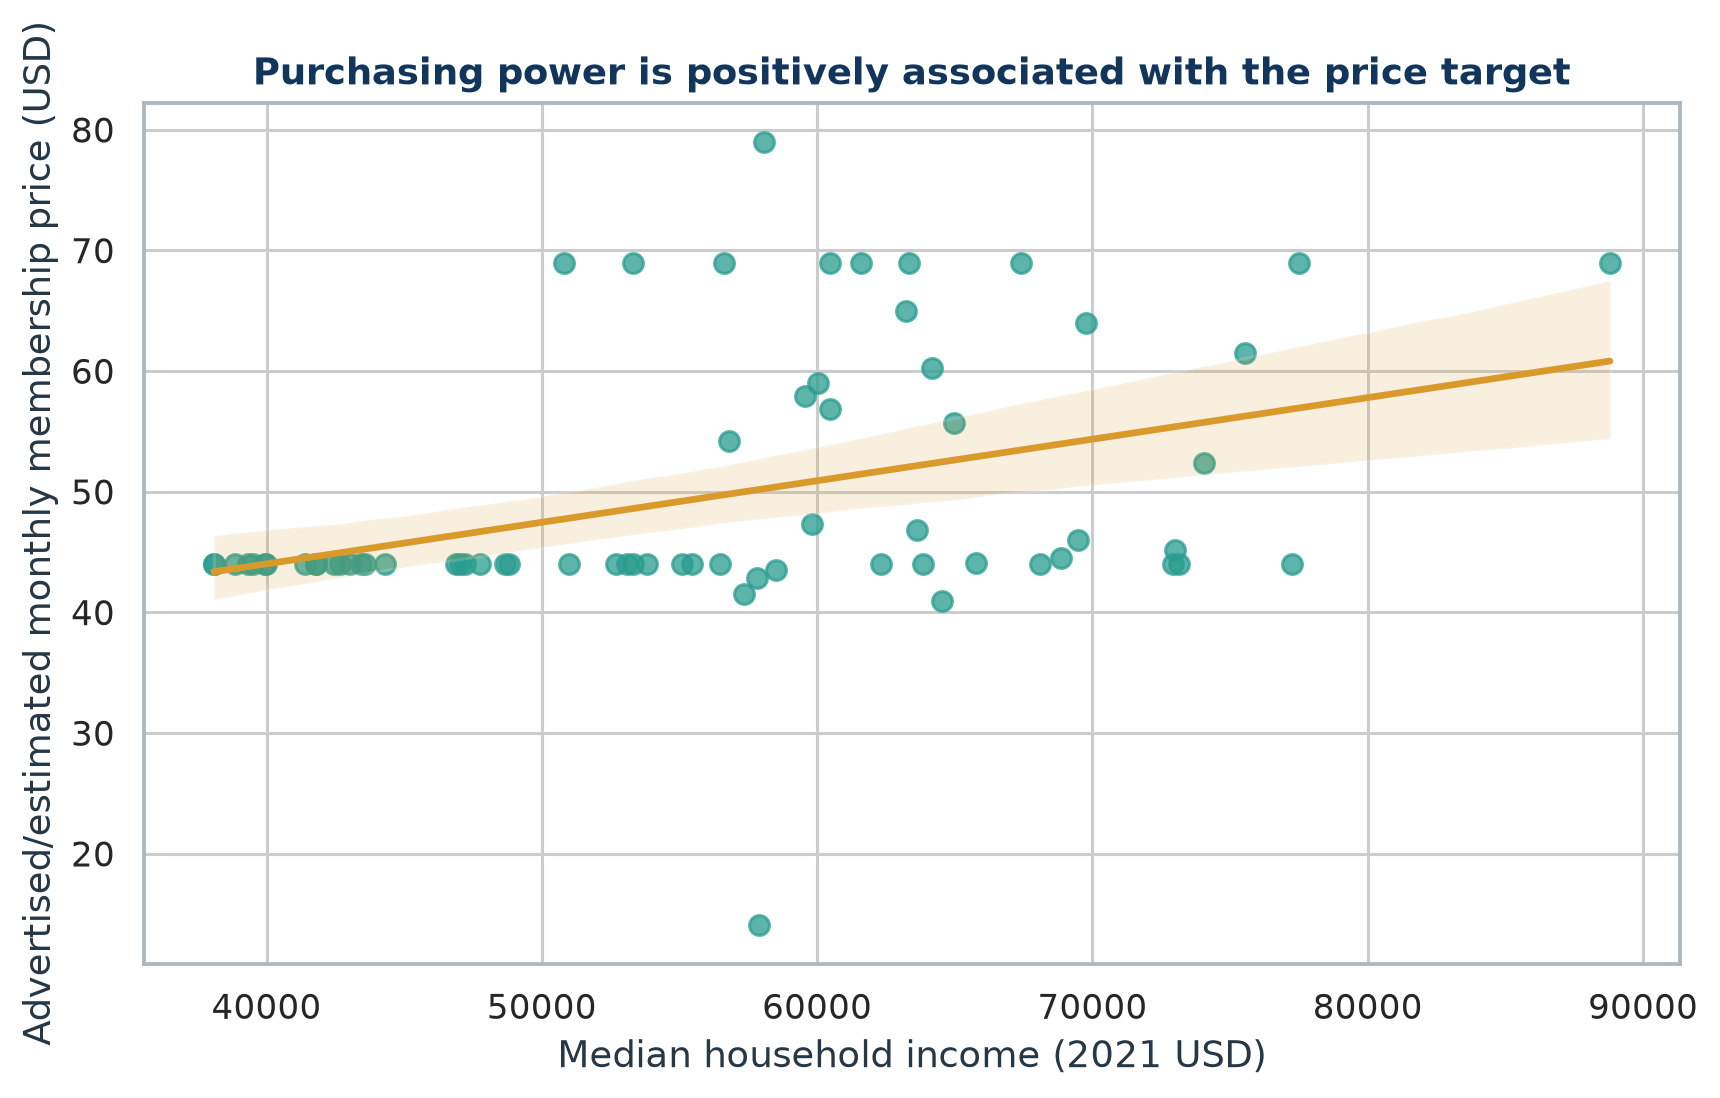 Purchasing power is positively associated with the price target
Advertised/estimated monthly membership price (USD)
80
70
60
50
40
30
20
40000 50000 60000 70000 80000 90000
Median household income (2021 USD)